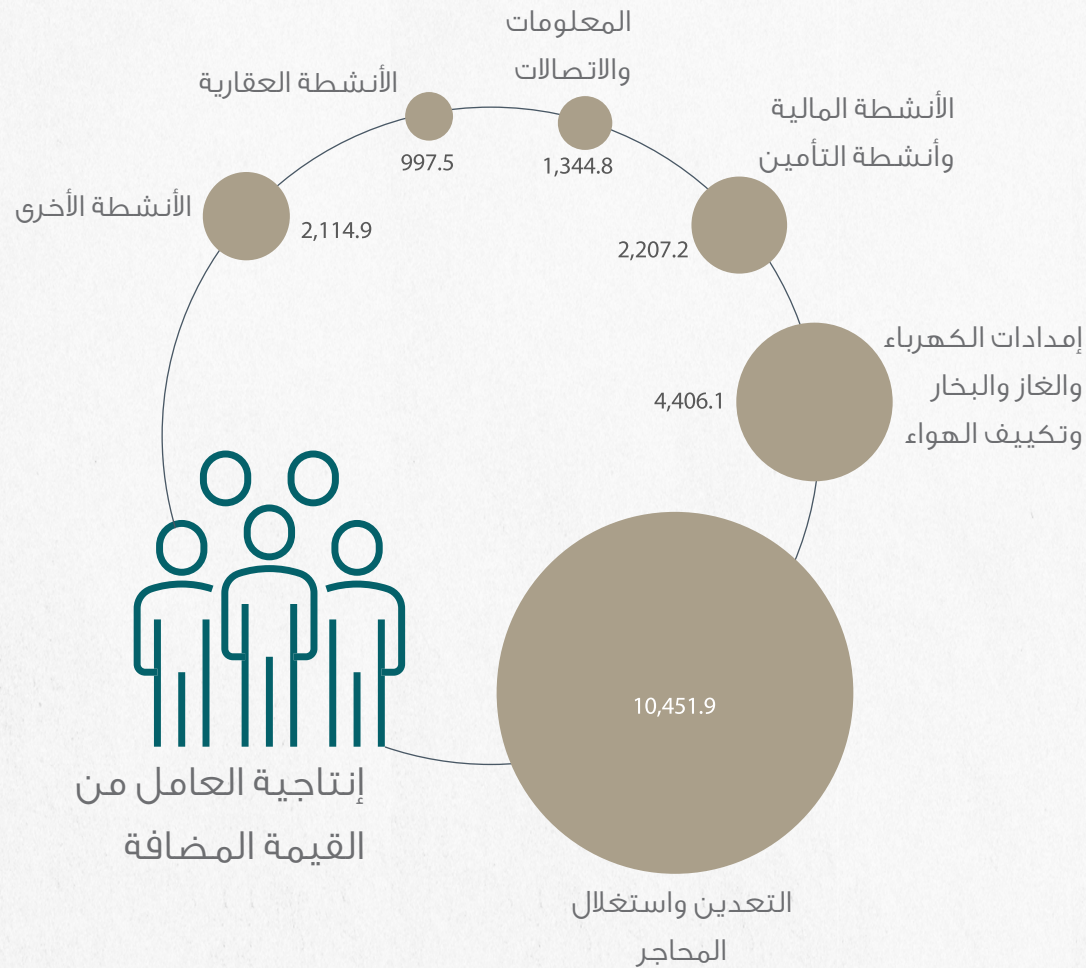 المعلومات
والاتصالات
1,344.8
الأنشطة العقارية
997.5
الأنشطة المالية
وأنشطة التأمين
2,207.2
الأنشطة الأخرى
2,114.9
إمدادات الكهرباء
والغاز والبخار
وتكييف الهواء
4,406.1
10,451.9
التعدين واستغلال
المحاجر
إنتاجية العامل من
القيمة المضافة